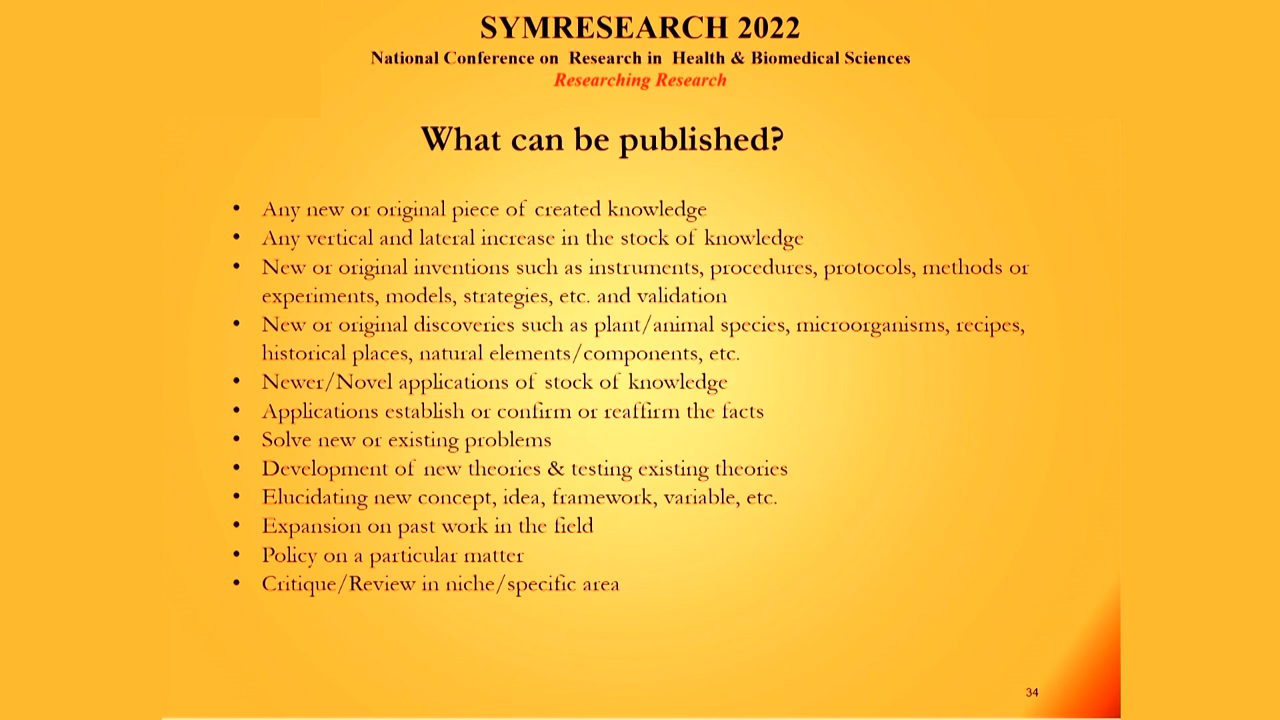 SYMRESEARCH 2022
National Conference on Research in Health & Biomedical Sciences
Researching Research
What can be published?
• Any new or original piece of created knowledge
• Any vertical and lateral increase in the stock of knowledge
• New or original inventions such as instruments, procedures, protocols, methods or
experiments, models, strategies, etc. and validation
• New or original discoveries such as plant/animal species, microorganisms, recipes,
historical places, natural elements/components, etc.
• Newer/Novel applications of stock of knowledge
• Applications establish or confirm or reaffirm the facts
• Solve new or existing problems
• Development of new theories & testing existing theories
• Elucidating new concept, idea, framework, variable, etc.
• Expansion on past work in the field
• Policy on a particular matter
• Critique/Review in niche/specific area
34